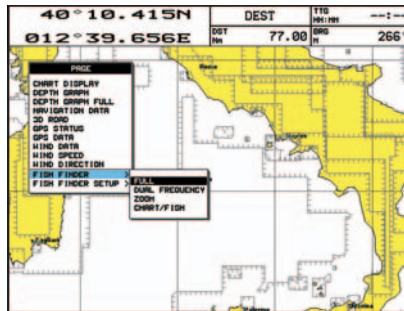 40°10.415N
012°39.656E
DEST
TTG
HH:MM
--:--
DST
Nm
77.00
BRG
M
266°
PAGE
CHART DISPLAY
DEPTH GRAPH
DEPTH GRAPH FULL
NAVIGATION DATA
3D ROAD
GPS STATUS
GPS DATA
WIND DATA
WIND SPEED
WIND DIRECTION
FISH FINDER >
FISH FINDER SETUP >
FULL
DUAL FREQUENCY
ZOOM
CHART/FISH
Roma